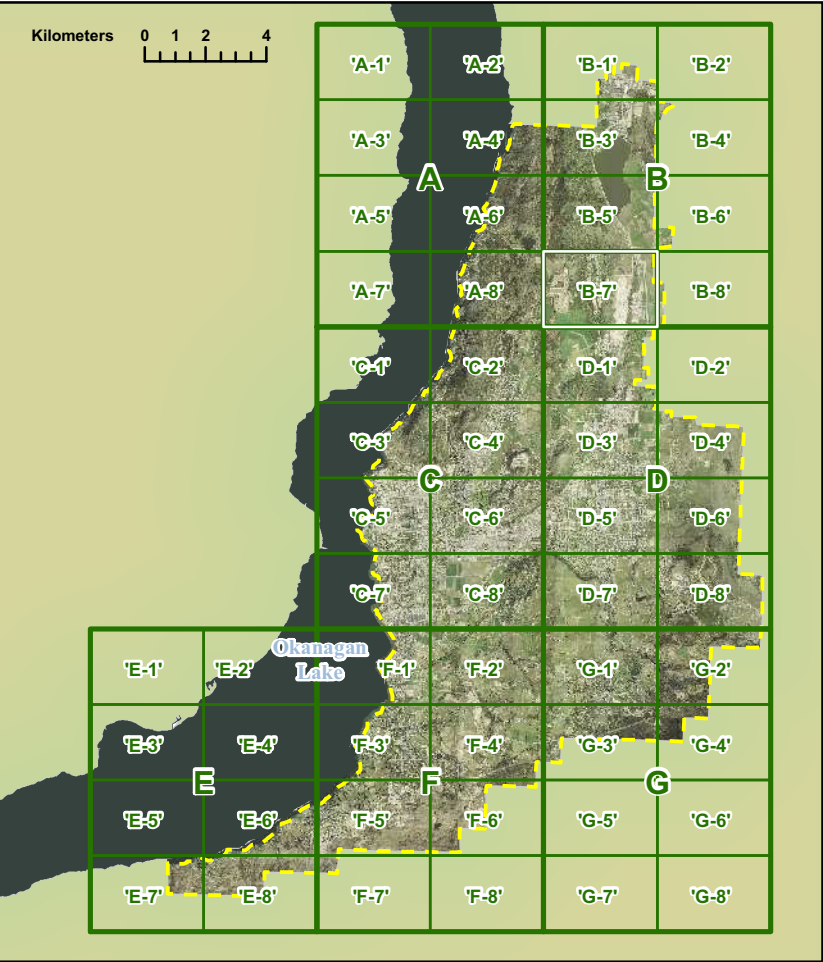 Kilometers 0 1 2 4
'A-1' 'A-2' 'B-1' 'B-2'
'A-3' 'A-4' 'B-3' 'B-4'
A B
'A-5' 'A-6' 'B-5' 'B-6'
'A-7' 'A-8' 'B-7' 'B-8'
'C-1' 'C-2' 'D-1' 'D-2'
'C-3' 'C-4' 'D-3' 'D-4'
C D
'C-5' 'C-6' 'D-5' 'D-6'
'C-7' 'C-8' 'D-7' 'D-8'
Okanagan
Lake
'E-1' 'E-2' 'F-1' 'F-2' 'G-1' 'G-2'
'E-3' 'E-4' 'F-3' 'F-4' 'G-3' 'G-4'
E F G
'E-5' 'E-6' 'F-5' 'F-6' 'G-5' 'G-6'
'E-7' 'E-8' 'F-7' 'F-8' 'G-7' 'G-8'